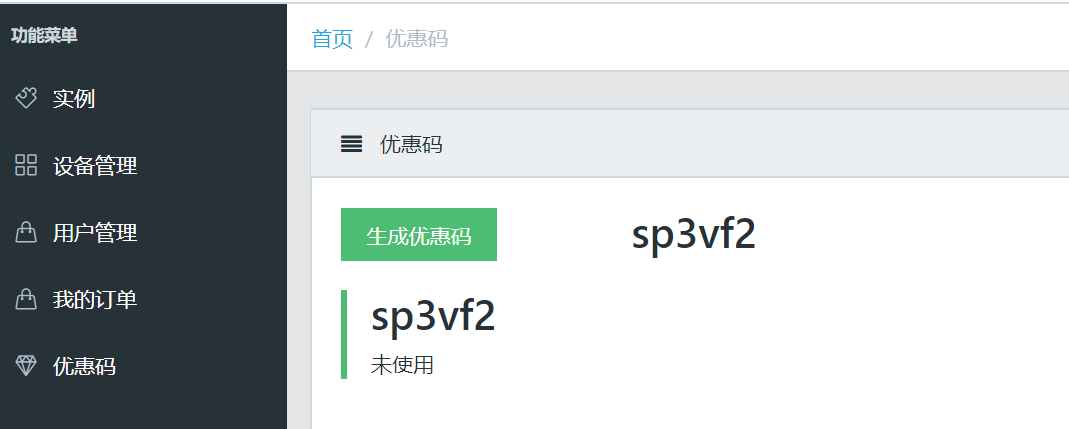 功能菜单
实例
设备管理
用户管理
我的订单
优惠码
首页 / 优惠码
优惠码
生成优惠码 sp3vf2
sp3vf2
未使用